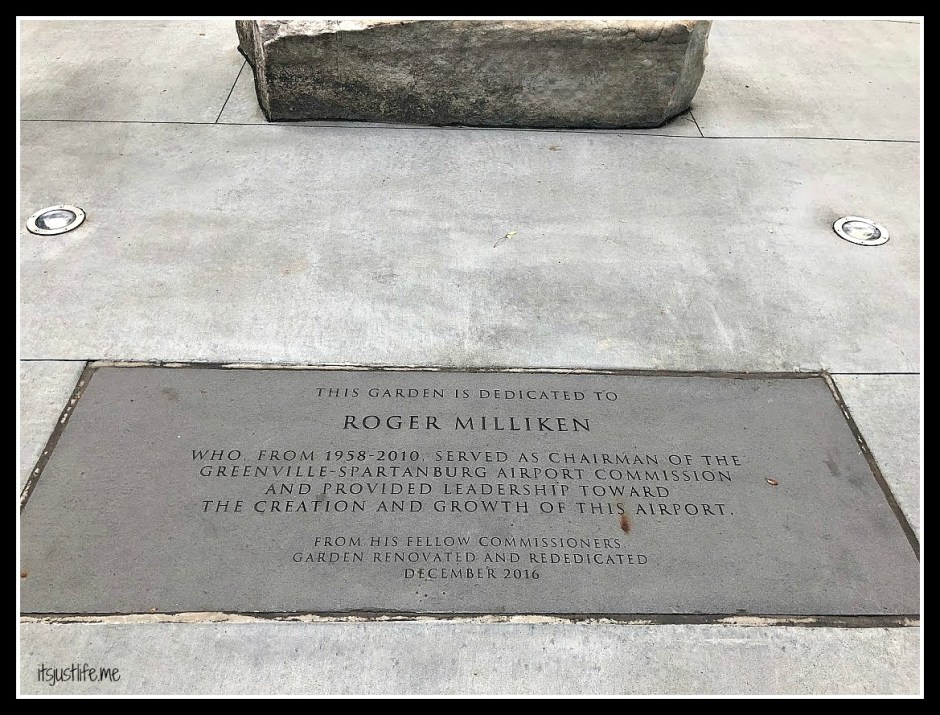 THIS GARDEN IS DEDICATED TO
ROGER MILLIKEN
WHO, FROM 1958-2010, SERVED AS CHAIRMAN OF THE
GREENVILLE-SPARTANBURG AIRPORT COMMISSION
AND PROVIDED LEADERSHIP TOWARD
THE CREATION AND GROWTH OF THIS AIRPORT.
FROM HIS FELLOW COMMISSIONERS
GARDEN RENOVATED AND REDEDICATED
DECEMBER 2016
itsjustlife.me